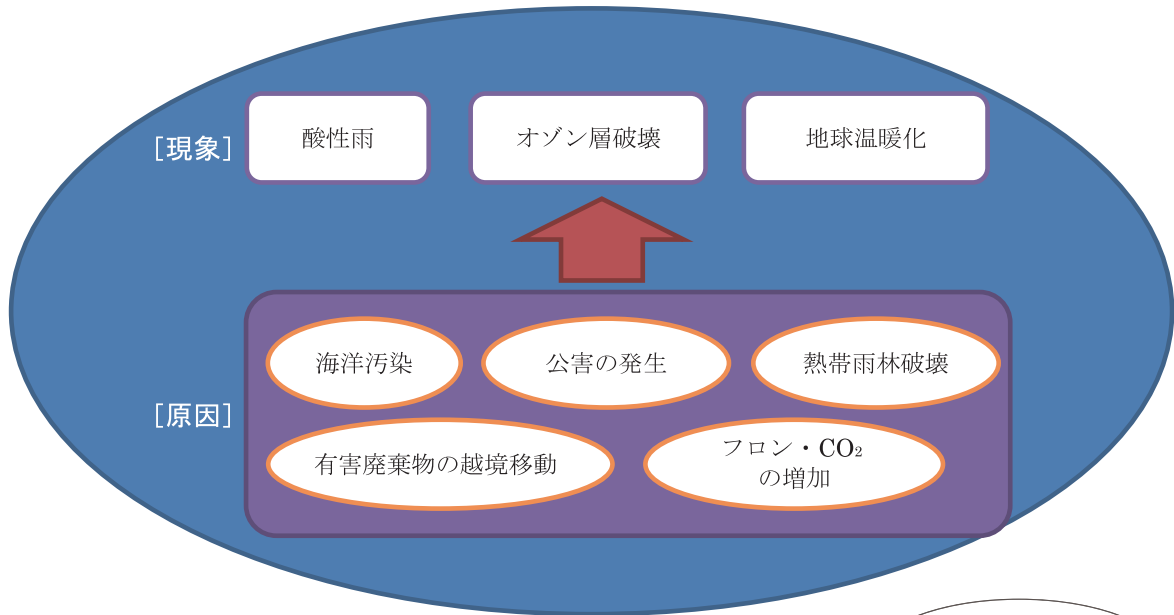 [現象]
酸性雨
オゾン層破壊
地球温暖化
[原因]
海洋汚染
公害の発生
熱帯雨林破壊
有害廃棄物の越境移動
フロン・CO₂
の増加